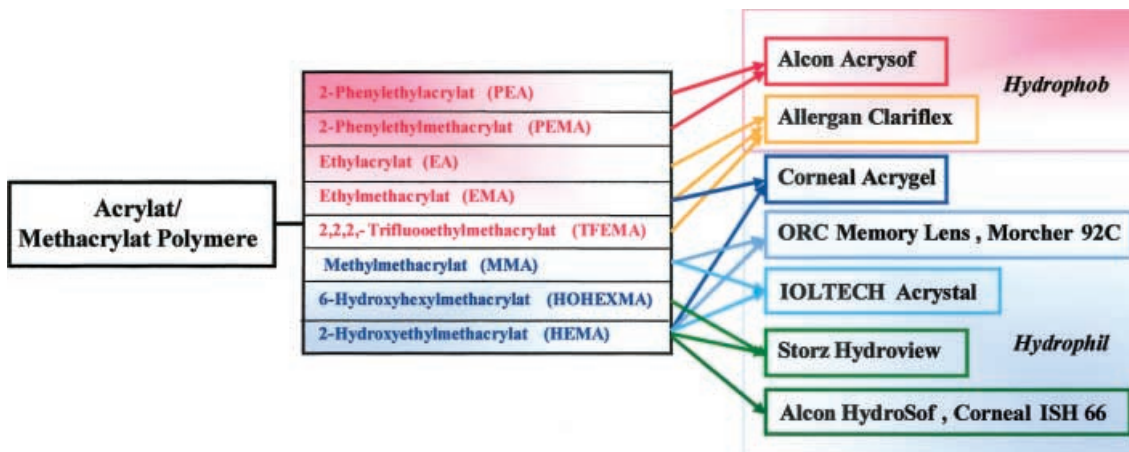 Acrylat/
Methacrylat Polymere
2-Phenylethylacrylat (PEA)
2-Phenylethylmethacrylat (PEMA)
Ethylacrylat (EA)
Ethylmethacrylat (EMA)
2,2,2,- Trifluooethylmethacrylat (TFEMA)
Methylmethacrylat (MMA)
6-Hydroxyhexylmethacrylat (HOHEXMA)
2-Hydroxyethylmethacrylat (HEMA)
Alcon Acrysof
Hydrophob
Allergan Clariflex
Corneal Acrygel
ORC Memory Lens , Morcher 92C
IOLTECH Acrystal
Hydrophil
Storz Hydroview
Alcon HydroSof , Corneal ISH 66